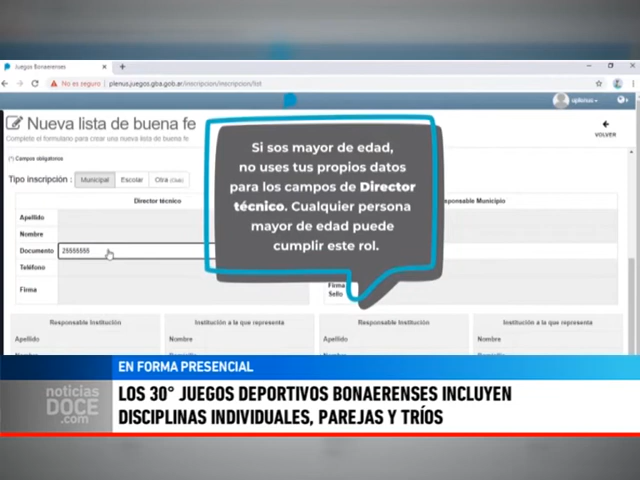 Juegos Bonaerenses
No es seguro | plenus.juegos.gba.gob.ar/inscripcion/inscripcion/list
uplenus
Nueva lista de buena fe
Complete el formulario para crear una nueva lista de buena fe
VOLVER
(*) Campos obligatorios
Tipo inscripción: Municipal Escolar Otra (Club)
Director técnico
Responsable Municipio
Apellido
Nombre
Documento 25555555
Teléfono
Firma
Firma
Sello
Si sos mayor de edad,
no uses tus propios datos
para los campos de Director
técnico. Cualquier persona
mayor de edad puede
cumplir este rol.
Responsable Institución Institución a la que representa Responsable Institución Institución a la que representa
Apellido Nombre Apellido Nombre
EN FORMA PRESENCIAL
noticias
DOCE
.com
LOS 30° JUEGOS DEPORTIVOS BONAERENSES INCLUYEN
DISCIPLINAS INDIVIDUALES, PAREJAS Y TRÍOS